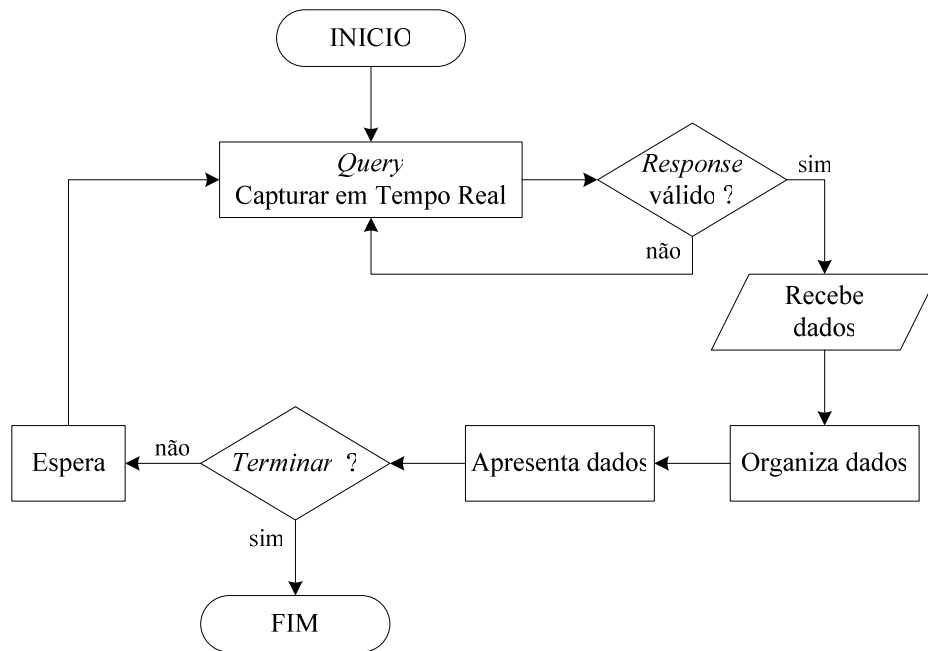 INICIO
Query
Capturar em Tempo Real
Response
válido ?
sim
não
Recebe
dados
Organiza dados
Apresenta dados
Terminar ?
não
Espera
sim
FIM